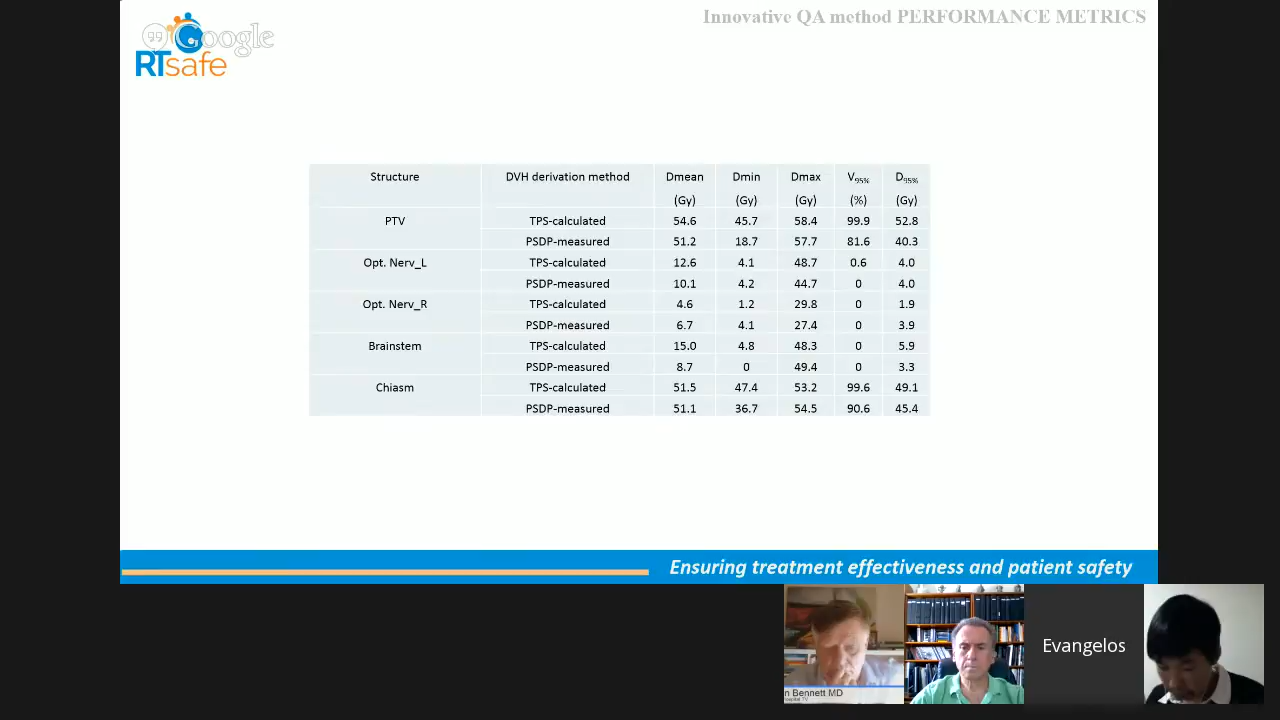 Innovative QA method PERFORMANCE METRICS
Google
RTsafe
Structure DVH derivation method Dmean (Gy) Dmin (Gy) Dmax (Gy) V95% (%) D95% (Gy)
PTV TPS-calculated 54.6 45.7 58.4 99.9 52.8
PSDP-measured 51.2 18.7 57.7 81.6 40.3
Opt. Nerv_L TPS-calculated 12.6 4.1 48.7 0.6 4.0
PSDP-measured 10.1 4.2 44.7 0 4.0
Opt. Nerv_R TPS-calculated 4.6 1.2 29.8 0 1.9
PSDP-measured 6.7 4.1 27.4 0 3.9
Brainstem TPS-calculated 15.0 4.8 48.3 0 5.9
PSDP-measured 8.7 0 49.4 0 3.3
Chiasm TPS-calculated 51.5 47.4 53.2 99.6 49.1
PSDP-measured 51.1 36.7 54.5 90.6 45.4
Ensuring treatment effectiveness and patient safety
Evangelos
n Bennett MD